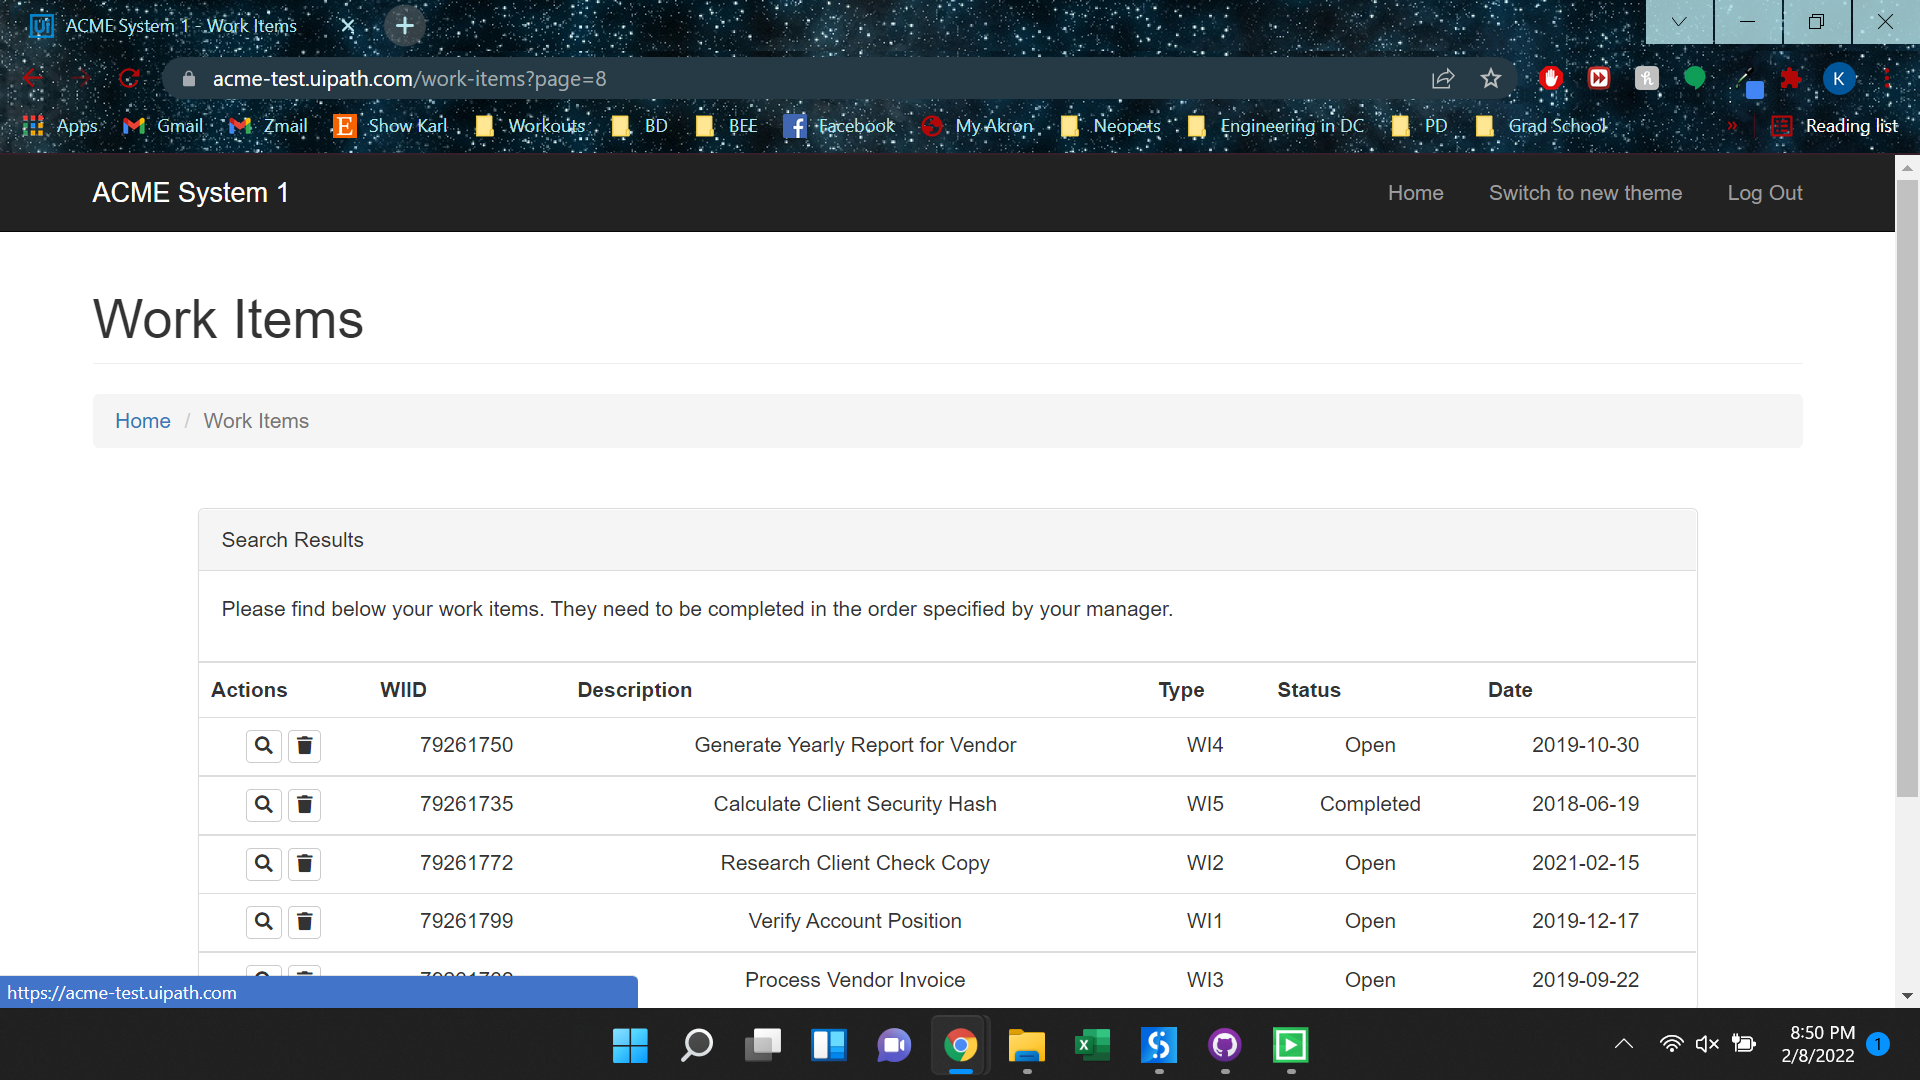 ACME System 1 - Work Items
acme-test.uipath.com/work-items?page=8
K
Apps Gmail Zmail Show Karl Workouts BD BEE Facebook My Akron Neopets Engineering in DC PD Grad School » Reading list
ACME System 1 Home Switch to new theme Log Out
Work Items
Home / Work Items
Search Results
Please find below your work items. They need to be completed in the order specified by your manager.
Actions WIID Description Type Status Date
79261750 Generate Yearly Report for Vendor WI4 Open 2019-10-30
79261735 Calculate Client Security Hash WI5 Completed 2018-06-19
79261772 Research Client Check Copy WI2 Open 2021-02-15
79261799 Verify Account Position WI1 Open 2019-12-17
Process Vendor Invoice WI3 Open 2019-09-22
https://acme-test.uipath.com
8:50 PM
2/8/2022
1